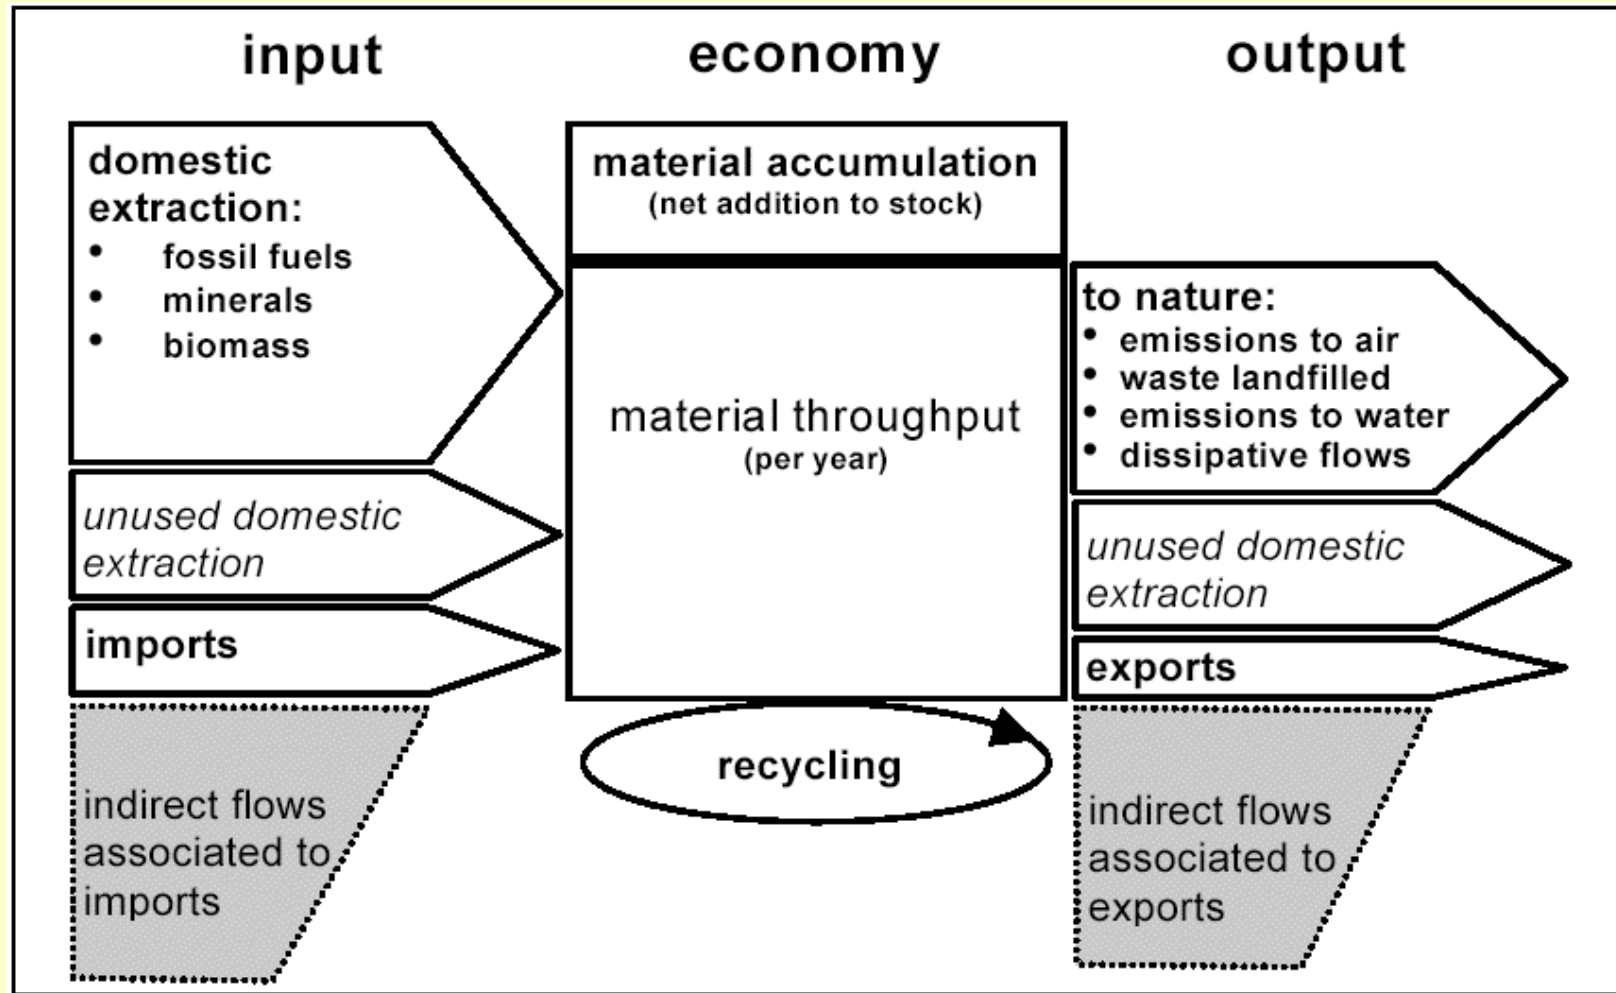 input
economy
output
domestic
extraction:
• fossil fuels
• minerals
• biomass
unused domestic
extraction
imports
indirect flows
associated to
imports
material accumulation
(net addition to stock)
material throughput
(per year)
recycling
to nature:
• emissions to air
• waste landfilled
• emissions to water
• dissipative flows
unused domestic
extraction
exports
indirect flows
associated to
exports